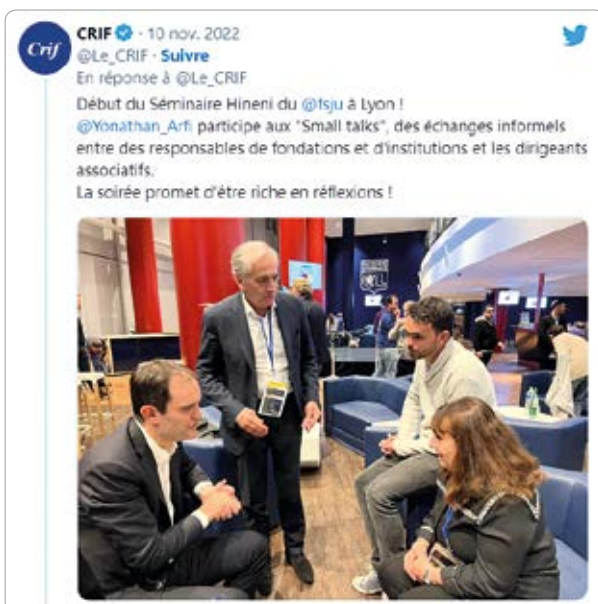 Crif
CRIF · 10 nov. 2022
@Le_CRIF · Suivre
En réponse à @Le_CRIF
Début du Séminaire Hineni du @fsju à Lyon !
@Yonathan_Arfi participe aux "Small talks", des échanges informels
entre des responsables de fondations et d'institutions et les dirigeants
associatifs.
La soirée promet d'être riche en réflexions !